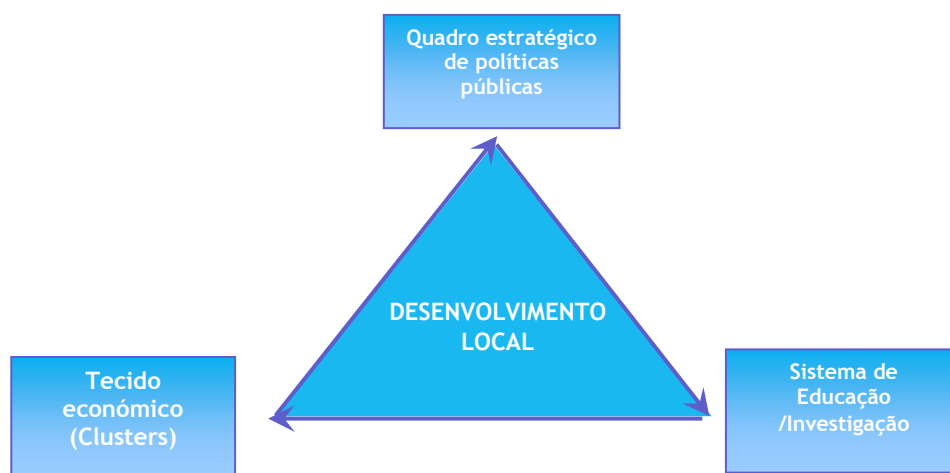 Quadro estratégico
de políticas
públicas
DESENVOLVIMENTO
LOCAL
Tecido
económico
(Clusters)
Sistema de
Educação
/Investigação